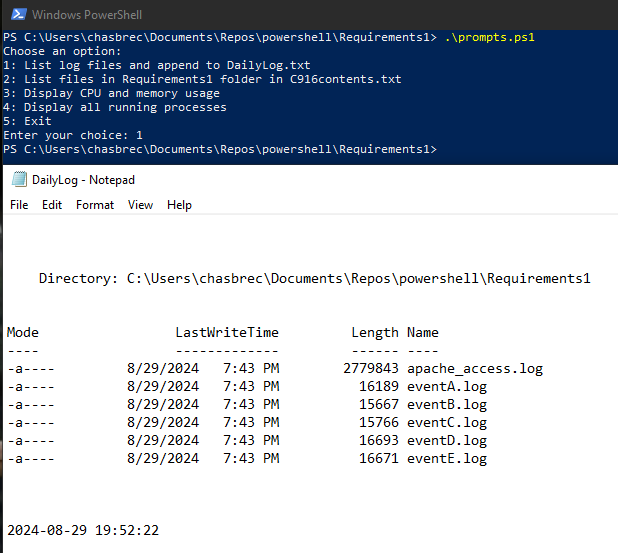 Windows PowerShell
PS C:\Users\chasbrec\Documents\Repos\powershell\Requirements1> .\prompts.ps1
Choose an option:
1: List log files and append to DailyLog.txt
2: List files in Requirements1 folder in C916contents.txt
3: Display CPU and memory usage
4: Display all running processes
5: Exit
Enter your choice: 1
PS C:\Users\chasbrec\Documents\Repos\powershell\Requirements1>
DailyLog - Notepad
File Edit Format View Help
Directory: C:\Users\chasbrec\Documents\Repos\powershell\Requirements1
Mode LastWriteTime Length Name
---- ------------- ------ ----
-a---- 8/29/2024 7:43 PM 2779843 apache_access.log
-a---- 8/29/2024 7:43 PM 16189 eventA.log
-a---- 8/29/2024 7:43 PM 15667 eventB.log
-a---- 8/29/2024 7:43 PM 15766 eventC.log
-a---- 8/29/2024 7:43 PM 16693 eventD.log
-a---- 8/29/2024 7:43 PM 16671 eventE.log
2024-08-29 19:52:22